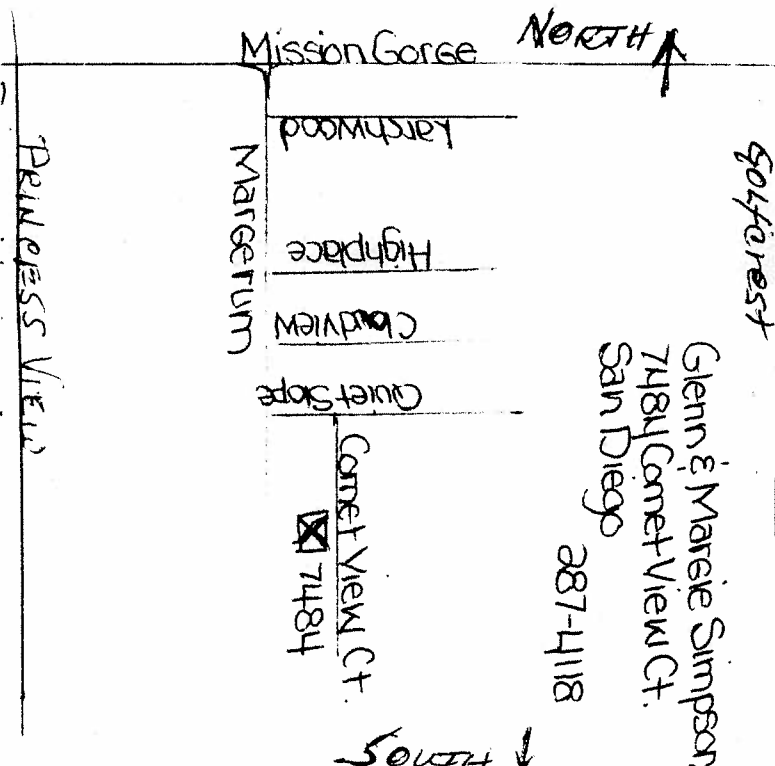 Mission Gorge
NORTH
Larchwood
Margerum
Highplace
Cloudview
Quiet Slope
PRINCESS VIEW
Golfcrest
Glenn & Margie Simpson
7484 Comet View Ct.
San Diego
287-4118
Comet View Ct.
7484
SOUTH